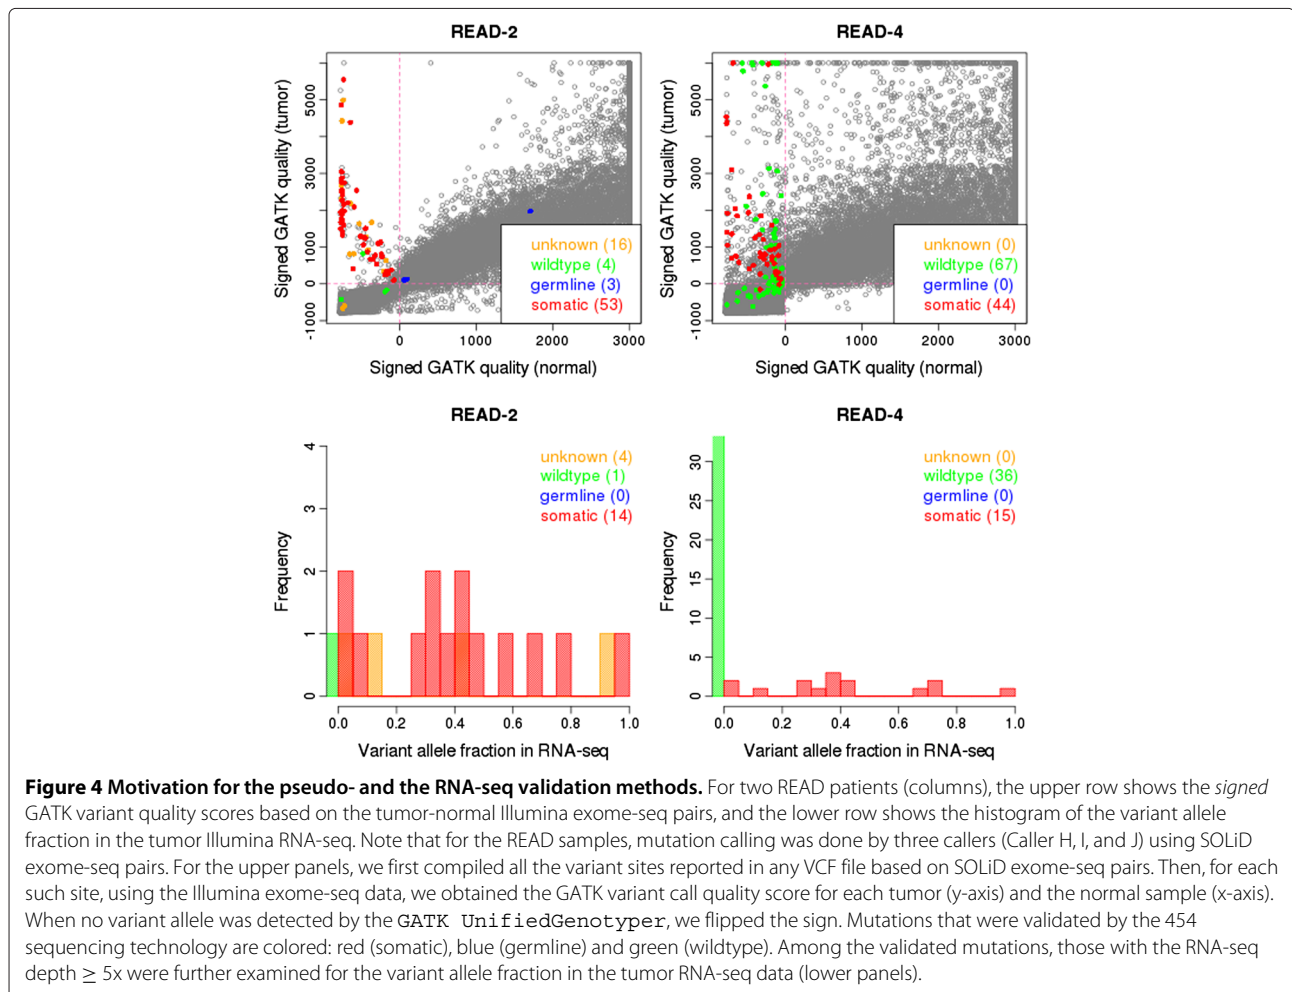 READ-2
READ-4
Signed GATK quality (tumor)
5000
3000
1000
0
-1000
unknown (16)
wildtype (4)
germline (3)
somatic (53)
0
1000
2000
3000
Signed GATK quality (normal)
Signed GATK quality (tumor)
5000
3000
1000
0
-1000
unknown (0)
wildtype (67)
germline (0)
somatic (44)
0
1000
2000
3000
Signed GATK quality (normal)
READ-2
READ-4
Frequency
4
3
2
1
0
unknown (4)
wildtype (1)
germline (0)
somatic (14)
0.0
0.2
0.4
0.6
0.8
1.0
Variant allele fraction in RNA-seq
Frequency
30
25
20
15
10
5
0
unknown (0)
wildtype (36)
germline (0)
somatic (15)
0.0
0.2
0.4
0.6
0.8
1.0
Variant allele fraction in RNA-seq
Figure 4 Motivation for the pseudo- and the RNA-seq validation methods. For two READ patients (columns), the upper row shows the signed
GATK variant quality scores based on the tumor-normal Illumina exome-seq pairs, and the lower row shows the histogram of the variant allele
fraction in the tumor Illumina RNA-seq. Note that for the READ samples, mutation calling was done by three callers (Caller H, I, and J) using SOLiD
exome-seq pairs. For the upper panels, we first compiled all the variant sites reported in any VCF file based on SOLiD exome-seq pairs. Then, for each
such site, using the Illumina exome-seq data, we obtained the GATK variant call quality score for each tumor (y-axis) and the normal sample (x-axis).
When no variant allele was detected by the GATK UnifiedGenotyper, we flipped the sign. Mutations that were validated by the 454
sequencing technology are colored: red (somatic), blue (germline) and green (wildtype). Among the validated mutations, those with the RNA-seq
depth ≥ 5x were further examined for the variant allele fraction in the tumor RNA-seq data (lower panels).